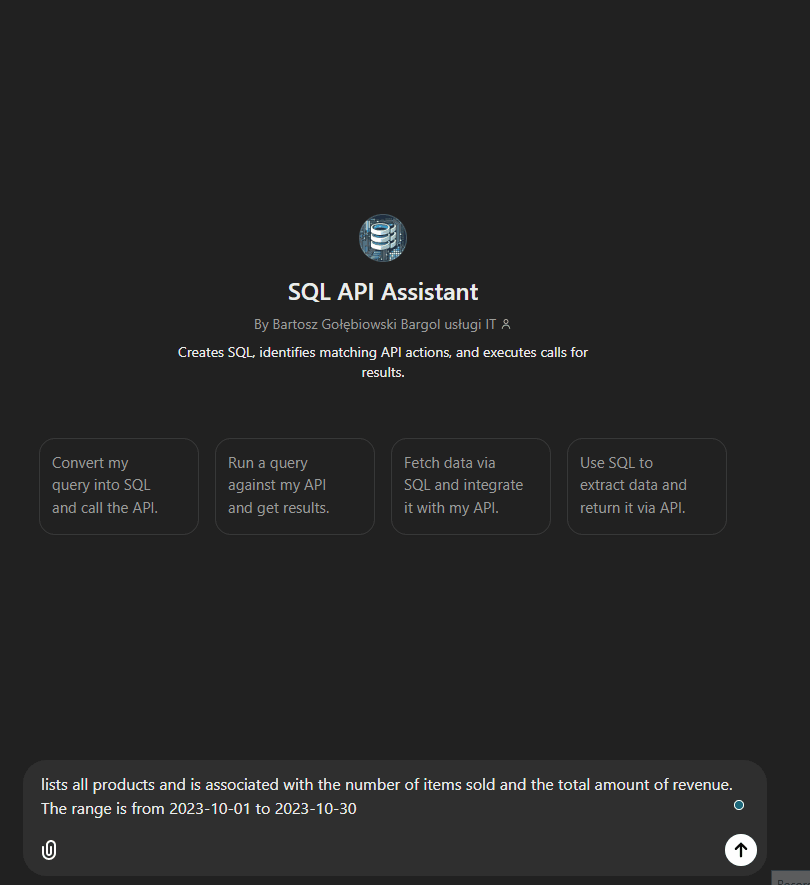 SQL API Assistant
By Bartosz Gołębiowski Bargol usługi IT
Creates SQL, identifies matching API actions, and executes calls for
results.
Convert my
query into SQL
and call the API.
Run a query
against my API
and get results.
Fetch data via
SQL and integrate
it with my API.
Use SQL to
extract data and
return it via API.
lists all products and is associated with the number of items sold and the total amount of revenue.
The range is from 2023-10-01 to 2023-10-30